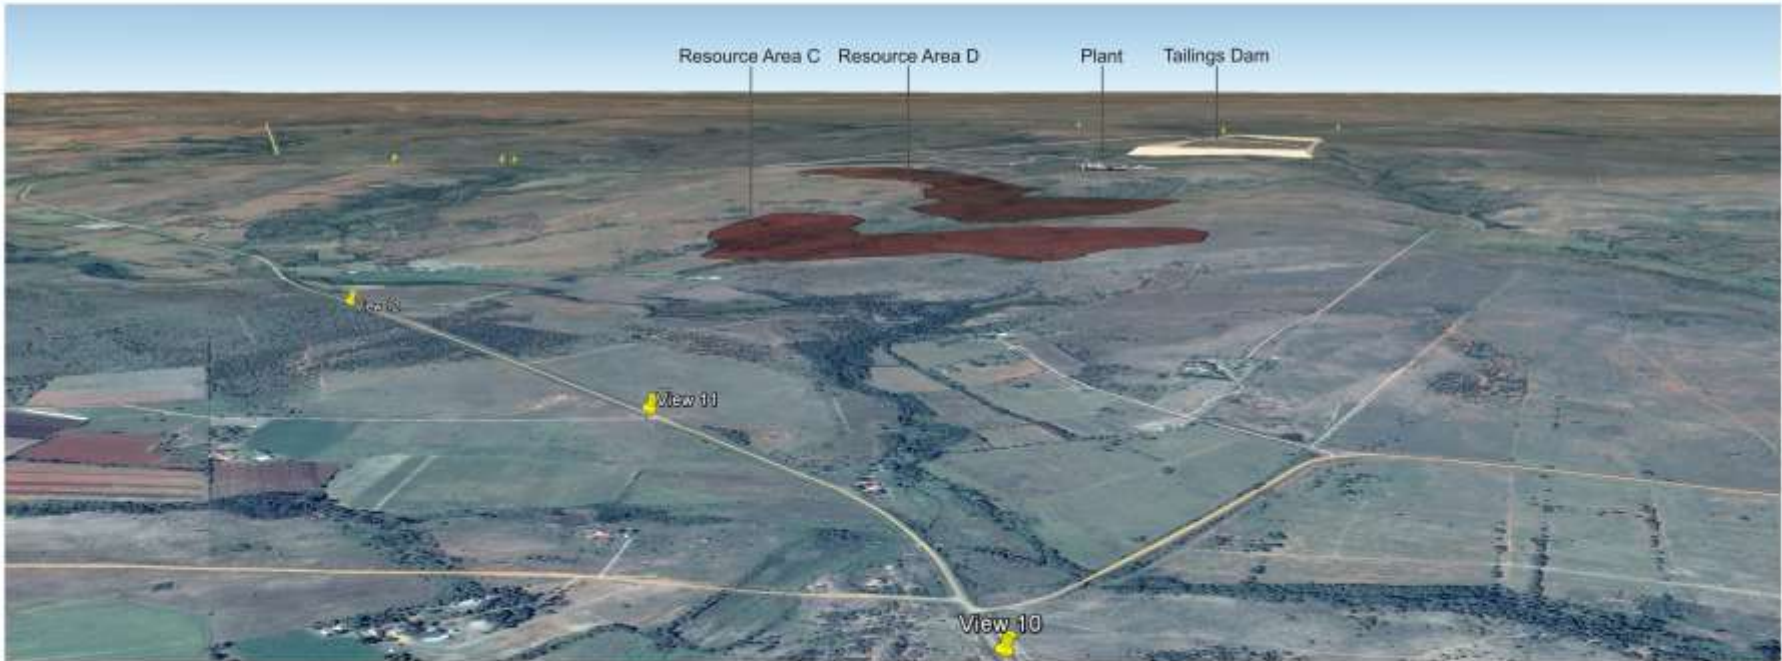 Resource Area C
Resource Area D
Plant
Tailings Dam
View 11
View 10